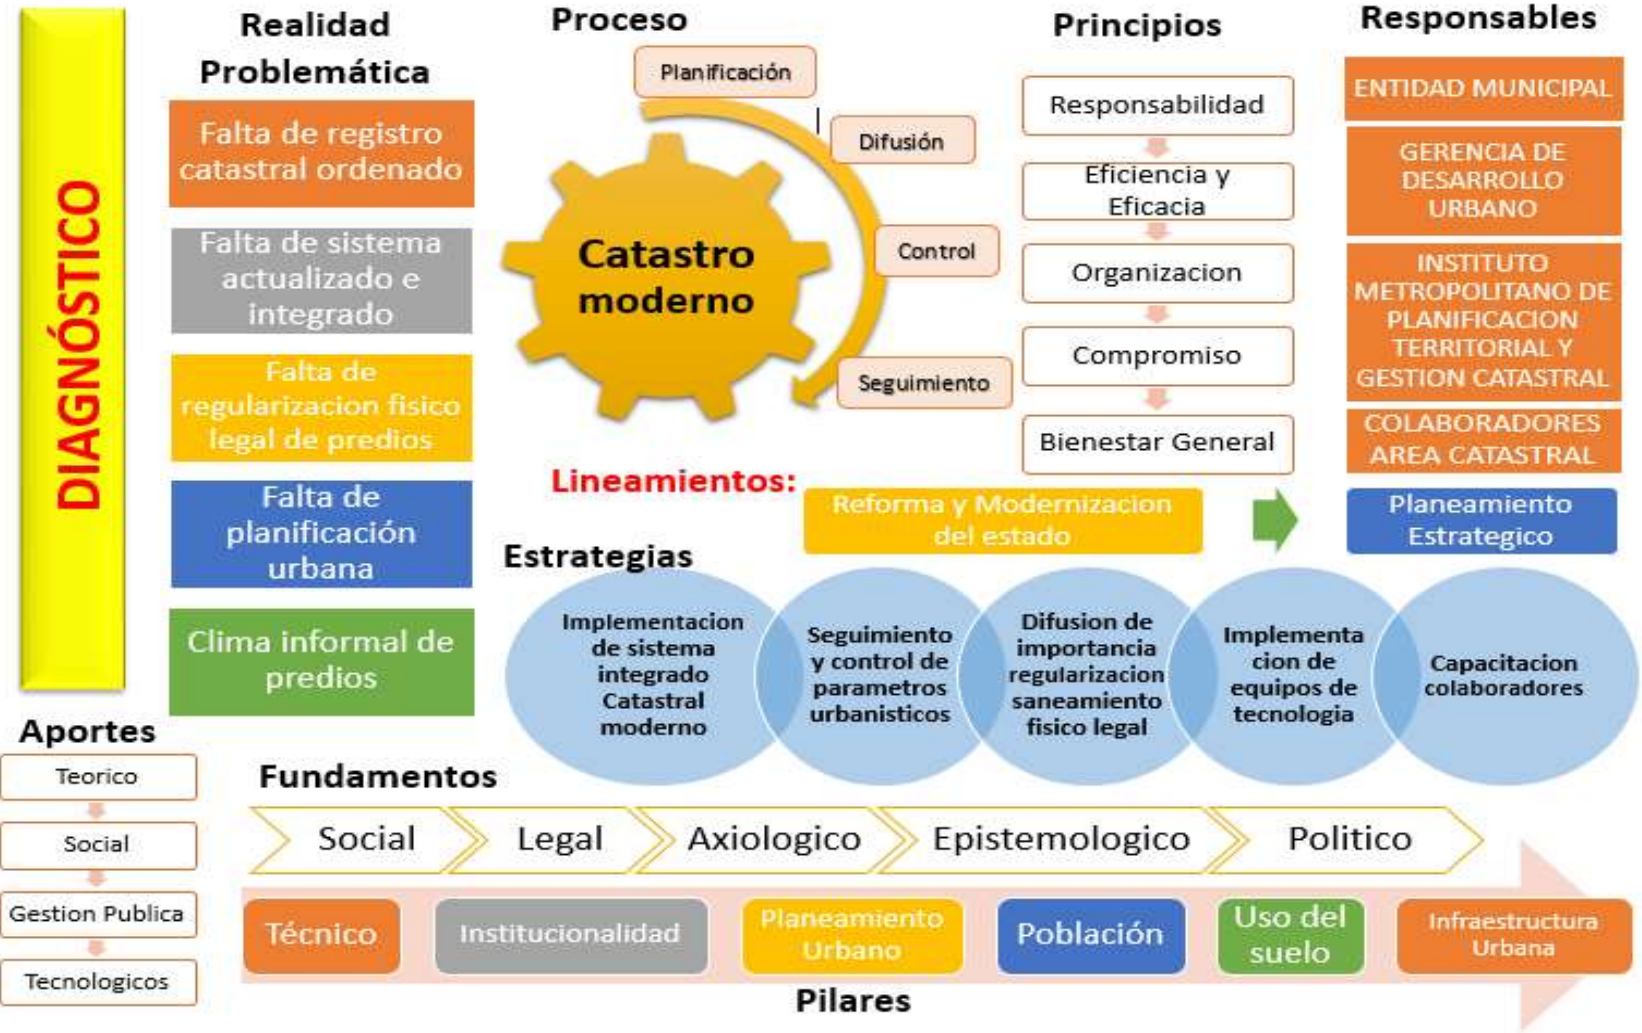 DIAGNÓSTICO
Realidad
Problemática
Falta de registro
catastral ordenado
Falta de sistema
actualizado e
integrado
Falta de
regularizacion fisico
legal de predios
Falta de
planificación
urbana
Clima informal de
predios
Proceso
Planificación
Difusión
Control
Seguimiento
Catastro
moderno
Principios
Responsabilidad
Eficiencia y
Eficacia
Organizacion
Compromiso
Bienestar General
Responsables
ENTIDAD MUNICIPAL
GERENCIA DE
DESARROLLO
URBANO
INSTITUTO
METROPOLITANO DE
PLANIFICACION
TERRITORIAL Y
GESTION CATASTRAL
COLABORADORES
AREA CATASTRAL
Lineamientos:
Reforma y Modernizacion
del estado
Planeamiento
Estrategico
Estrategias
Implementacion
de sistema
integrado
Catastral
moderno
Seguimiento
y control de
parametros
urbanisticos
Difusion de
importancia
regularizacion
saneamiento
fisico legal
Implementa
cion de
equipos de
tecnologia
Capacitacion
colaboradores
Aportes
Teorico
Social
Gestion Publica
Tecnologicos
Fundamentos
Social
Legal
Axiologico
Epistemologico
Politico
Técnico
Institucionalidad
Planeamiento
Urbano
Población
Uso del
suelo
Infraestructura
Urbana
Pilares